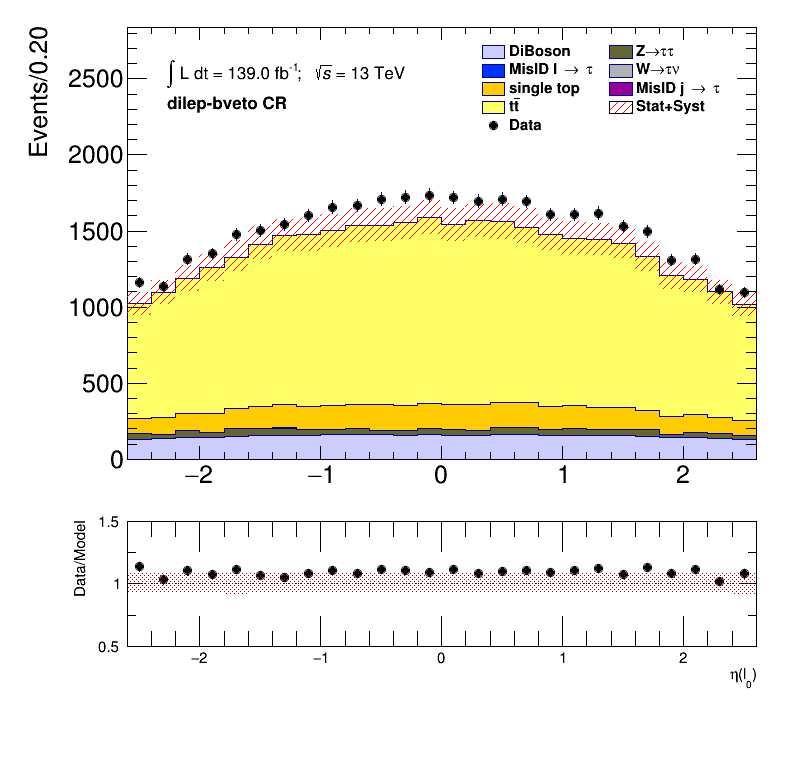 Events/0.20
2500
2000
1500
1000
500
0
∫ L dt = 139.0 fb⁻¹; √s = 13 TeV
dilep-bveto CR
DiBoson
MisID l → τ
single top
tt̄
Data
Z→ττ
W→τν
MisID j → τ
Stat+Syst
−2 −1 0 1 2
Data/Model
1.5
1
0.5
−2 −1 0 1 2
η(l₀)